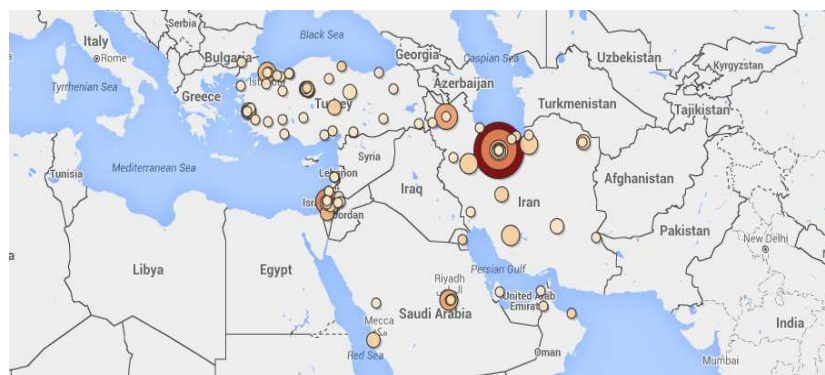 Serbia
Italy
Rome
Bulgaria
Black Sea
Georgia
Caspian Sea
Uzbekistan
Kyrgyzstan
Tyrrhenian Sea
Greece
Turkey
Azerbaijan
Turkmenistan
Tajikistan
Tunisia
Mediterranean Sea
Syria
Lebanon
Iraq
Iran
Afghanistan
Pakistan
Jordan
New Delhi
Libya
Egypt
Persian Gulf
Riyadh
United Arab
Emirates
Saudi Arabia
Mecca
Red Sea
Oman
India
Mumbai